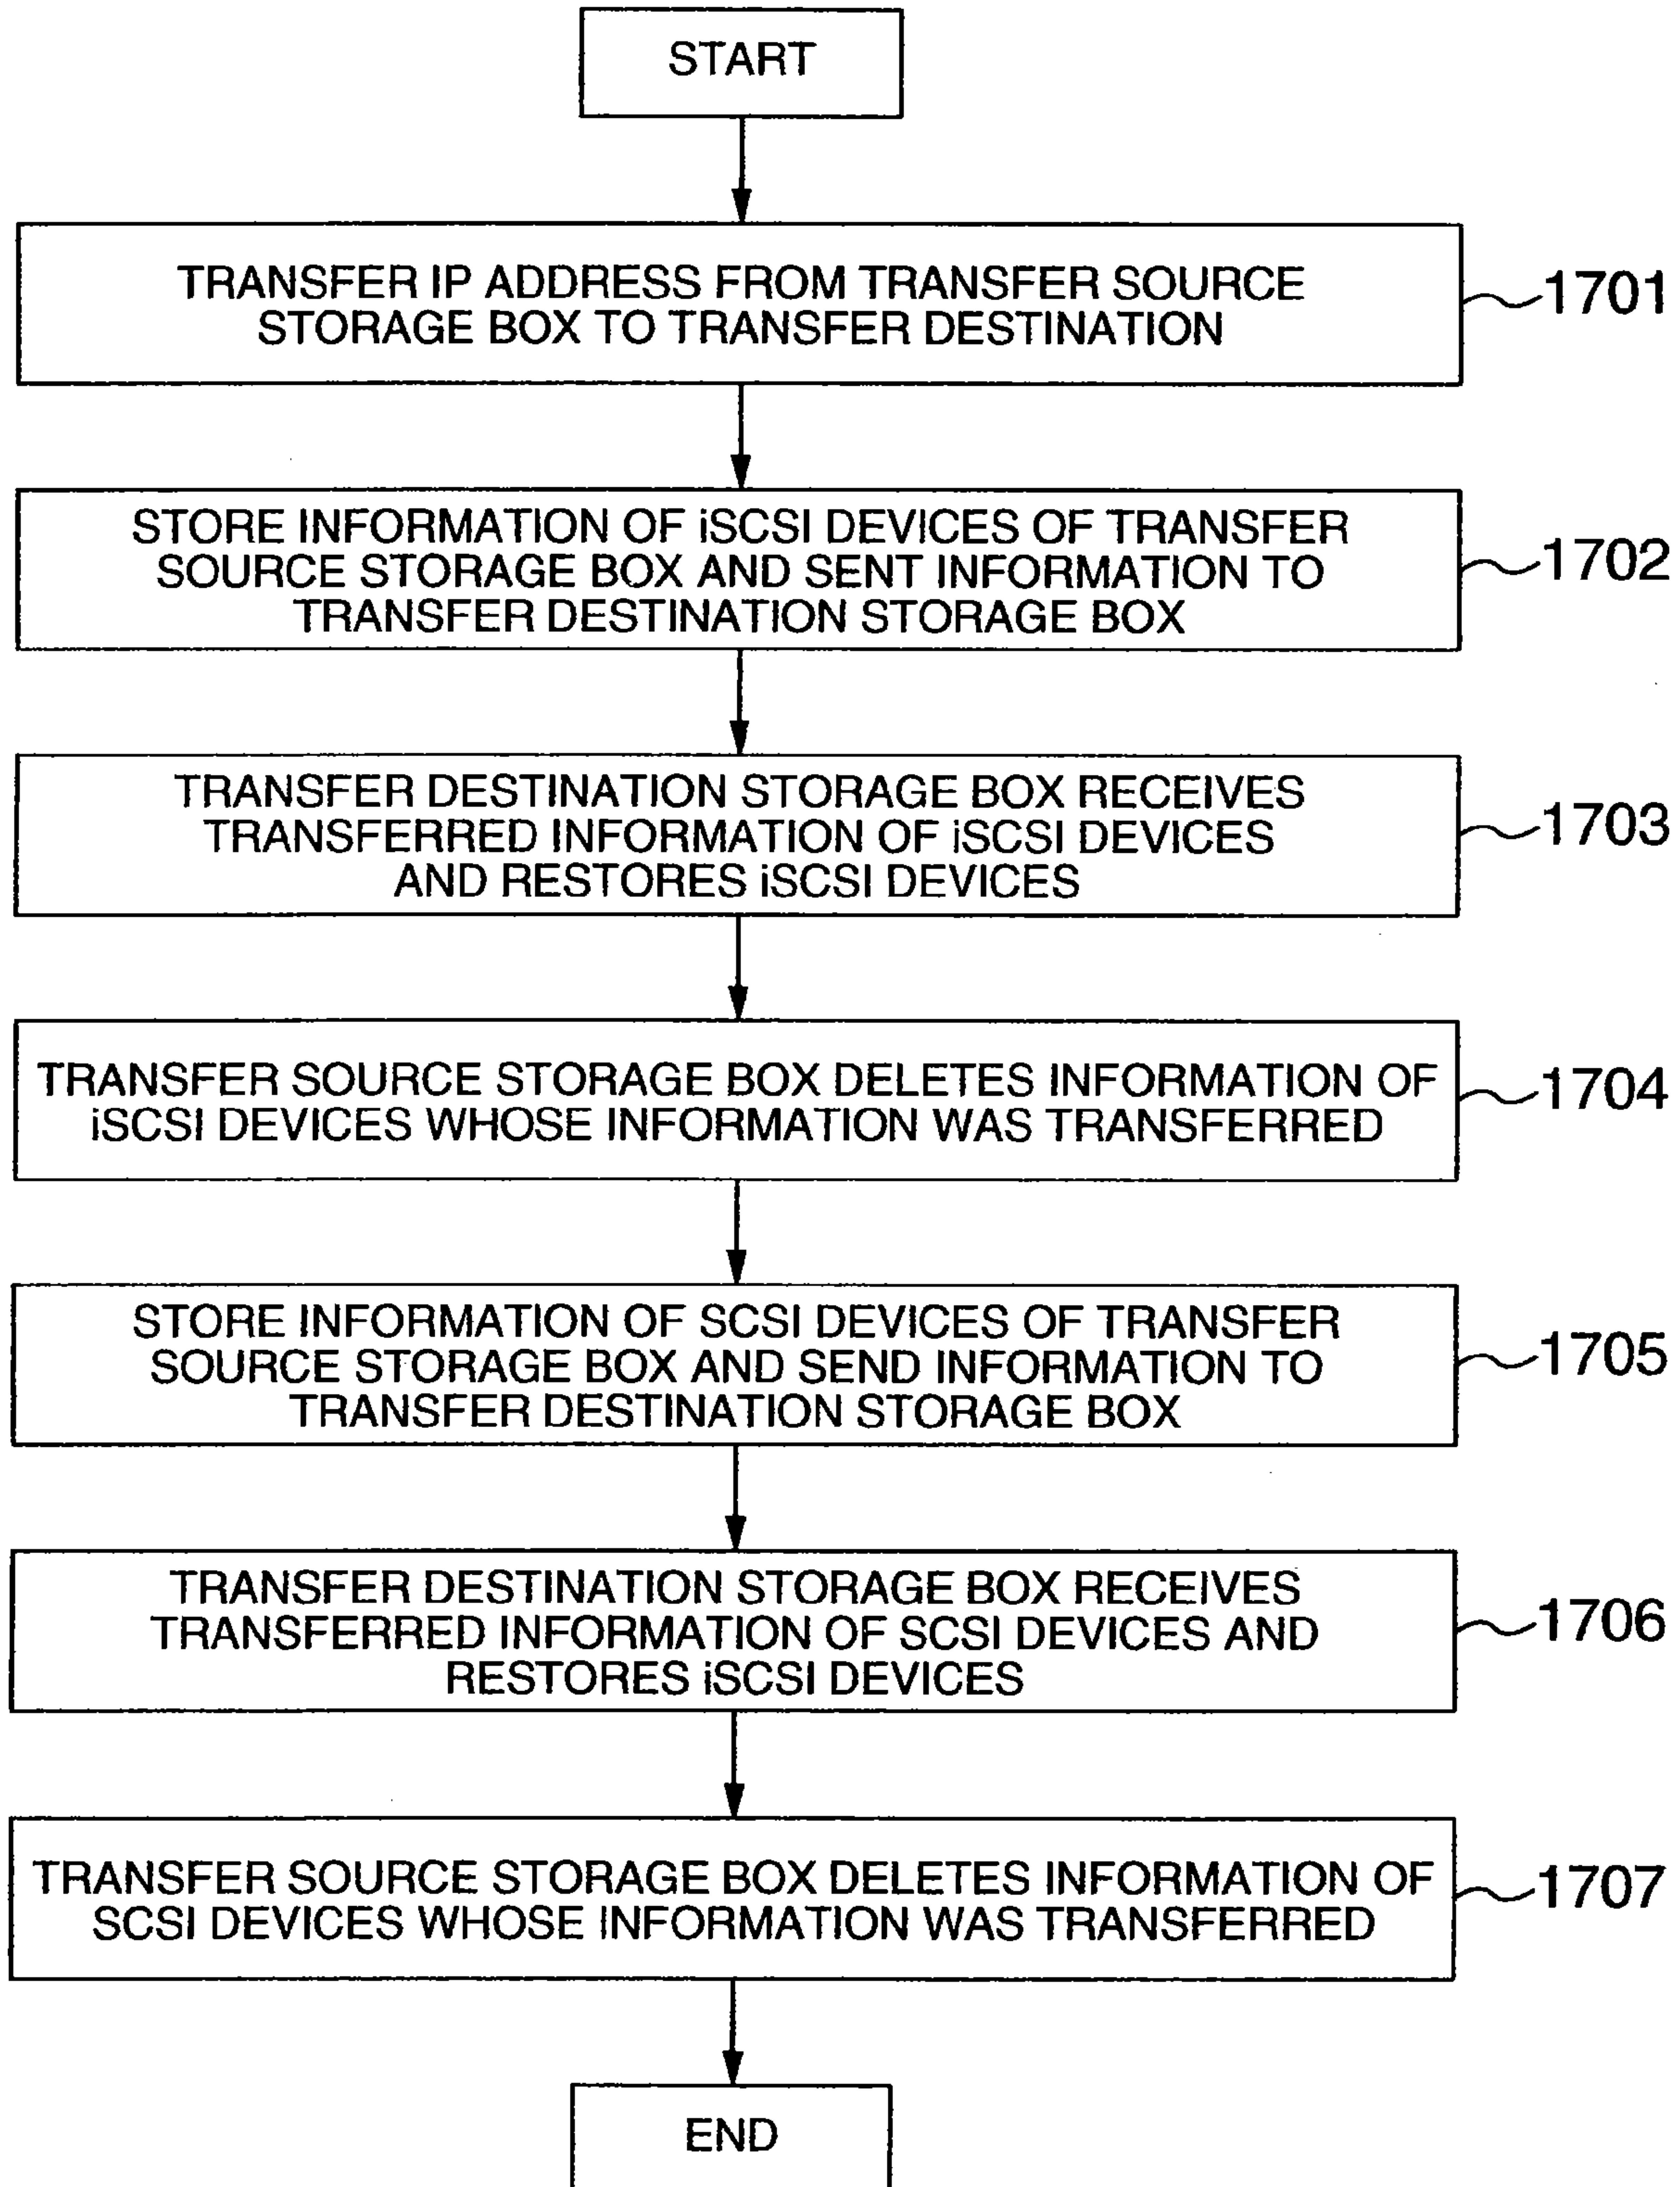 START
TRANSFER IP ADDRESS FROM TRANSFER SOURCE
STORAGE BOX TO TRANSFER DESTINATION
1701
STORE INFORMATION OF iSCSI DEVICES OF TRANSFER
SOURCE STORAGE BOX AND SENT INFORMATION TO
TRANSFER DESTINATION STORAGE BOX
1702
TRANSFER DESTINATION STORAGE BOX RECEIVES
TRANSFERRED INFORMATION OF iSCSI DEVICES
AND RESTORES iSCSI DEVICES
1703
TRANSFER SOURCE STORAGE BOX DELETES INFORMATION OF
iSCSI DEVICES WHOSE INFORMATION WAS TRANSFERRED
1704
STORE INFORMATION OF SCSI DEVICES OF TRANSFER
SOURCE STORAGE BOX AND SEND INFORMATION TO
TRANSFER DESTINATION STORAGE BOX
1705
TRANSFER DESTINATION STORAGE BOX RECEIVES
TRANSFERRED INFORMATION OF SCSI DEVICES AND
RESTORES iSCSI DEVICES
1706
TRANSFER SOURCE STORAGE BOX DELETES INFORMATION OF
SCSI DEVICES WHOSE INFORMATION WAS TRANSFERRED
1707
END